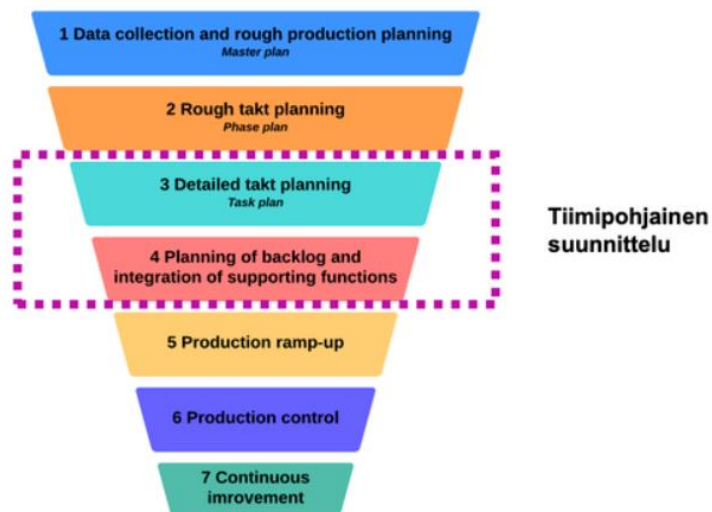 1 Data collection and rough production planning
Master plan
2 Rough takt planning
Phase plan
3 Detailed takt planning
Task plan
Tiimipohjainen
suunnittelu
4 Planning of backlog and
integration of supporting functions
5 Production ramp-up
6 Production control
7 Continuous
imrovement